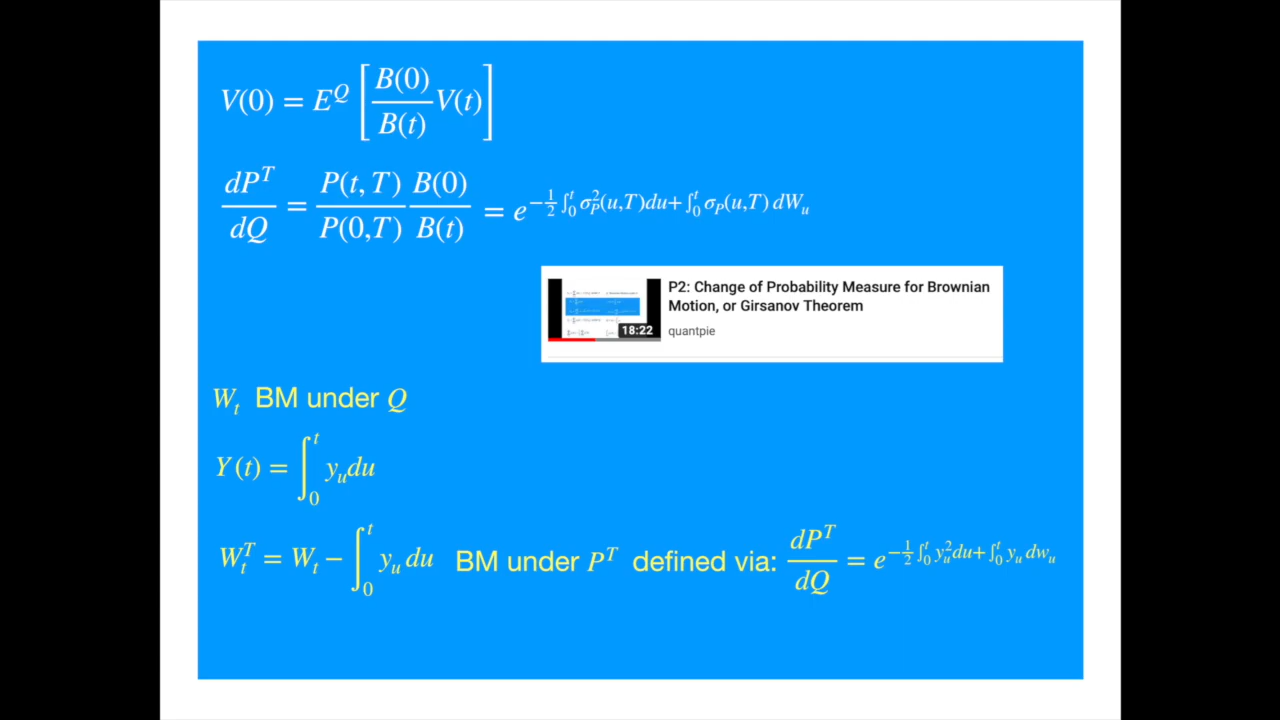 V(0) = E^Q [ B(0)/B(t) V(t) ]
dP^T/dQ = P(t, T)/P(0,T) B(0)/B(t) = e^{−1/2 ∫_0^t σ_P^2(u,T)du+ ∫_0^t σ_P(u,T) dW_u}
P2: Change of Probability Measure for Brownian
Motion, or Girsanov Theorem
18:22
quantpie
W_t BM under Q
Y(t) = ∫_0^t y_u du
W_t^T = W_t − ∫_0^t y_u du BM under P^T defined via: dP^T/dQ = e^{−1/2 ∫_0^t y_u^2 du+ ∫_0^t y_u dw_u}